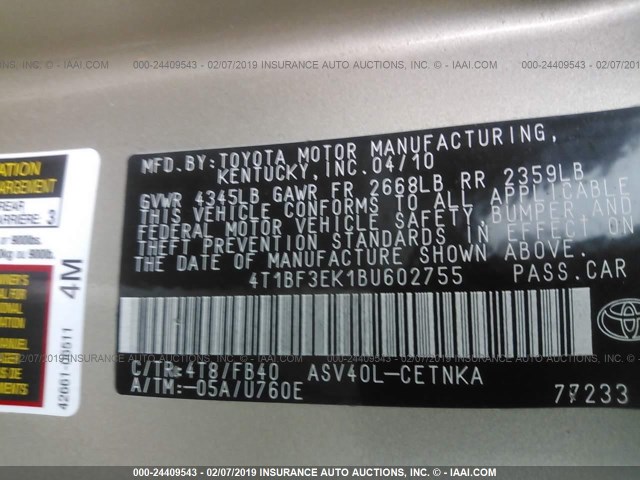 000-24409543 - 02/07/2019 INSURANCE AUTO AUCTIONS, INC. - IAAI.COM
MFD.BY: TOYOTA MOTOR MANUFACTURING,
KENTUCKY, INC. 04/10
GVWR 4345LB GAWR FR 2668LB RR 2359LB
THIS VEHICLE CONFORMS TO ALL APPLICABLE
FEDERAL MOTOR VEHICLE SAFETY, BUMPER, AND
THEFT PREVENTION STANDARDS IN EFFECT ON
THE DATE OF MANUFACTURE SHOWN ABOVE.
4T1BF3EK1BU602755 PASS.CAR
C/TR: 4T8/FB40 ASV40L-CETNKA
A/TM: -05A/U760E 77233
TOYOTA
4M
REAR
3
000-24409543 - 02/07/2019 INSURANCE AUTO AUCTIONS, INC. - IAAI.COM